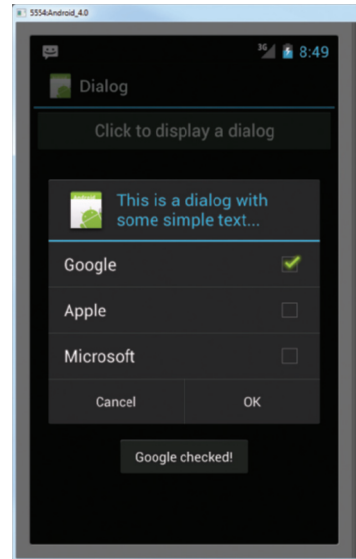 5554:Android_4.0
3G 8:49
Dialog
Click to display a dialog
This is a dialog with
some simple text...
Google
Apple
Microsoft
Cancel OK
Google checked!